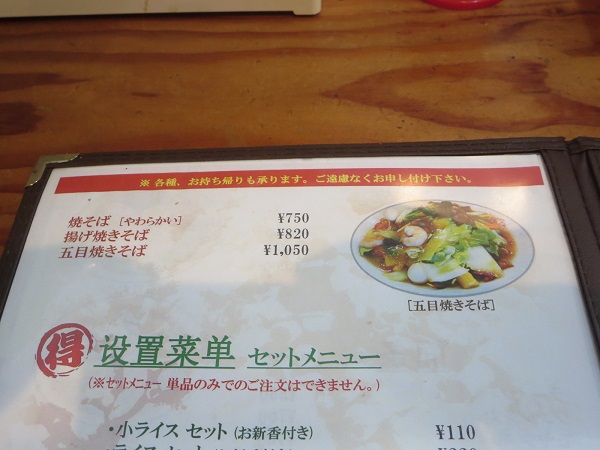 ※ 各種、お持ち帰りも承ります。ご遠慮なくお申し付け下さい。
焼そば [やわらかい] ¥750
揚げ焼きそば ¥820
五目焼きそば ¥1,050
[五目焼きそば]
得 设置菜单 セットメニュー
(※セットメニュー 単品のみでのご注文はできません。)
・小ライス セット (お新香付き) ¥110